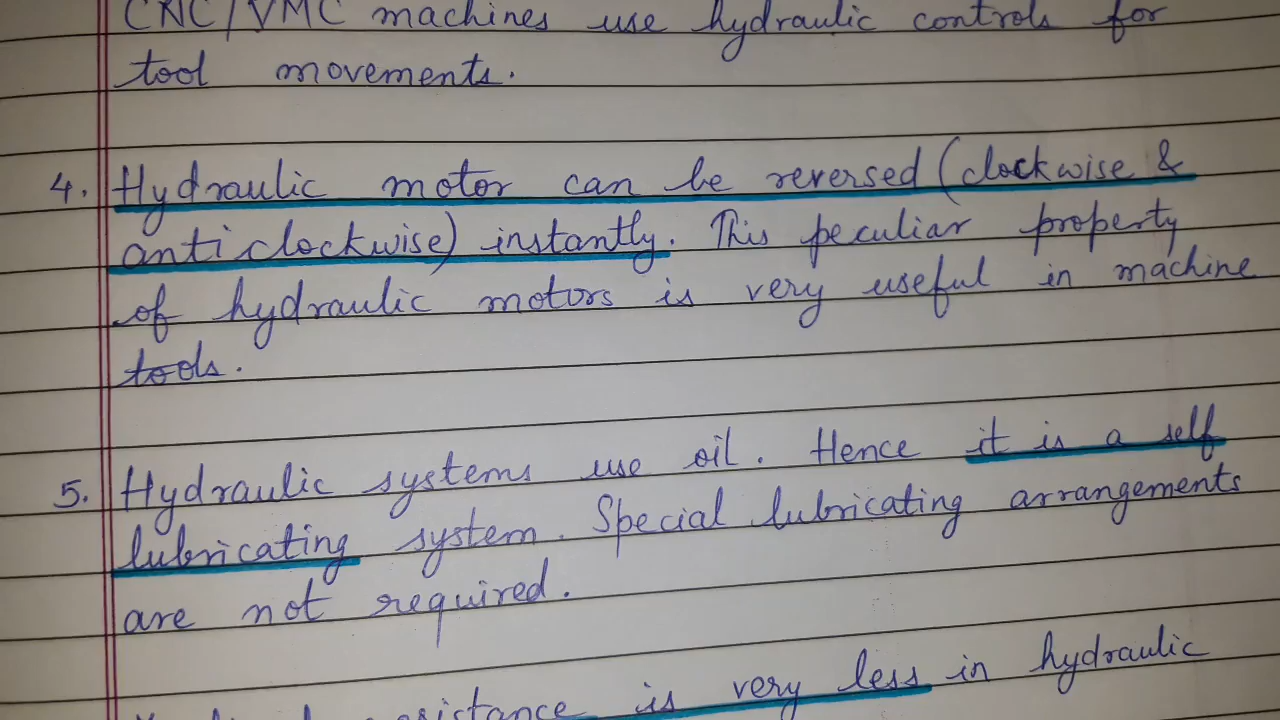 CNC/VMC machines use hydraulic controls for
tool movements.
4. Hydraulic motor can be reversed (clockwise &
anticlockwise) instantly. This peculiar property
of hydraulic motors is very useful in machine
tools.
5. Hydraulic systems use oil. Hence it is a self
lubricating system. Special lubricating arrangements
are not required.
is very less in hydraulic